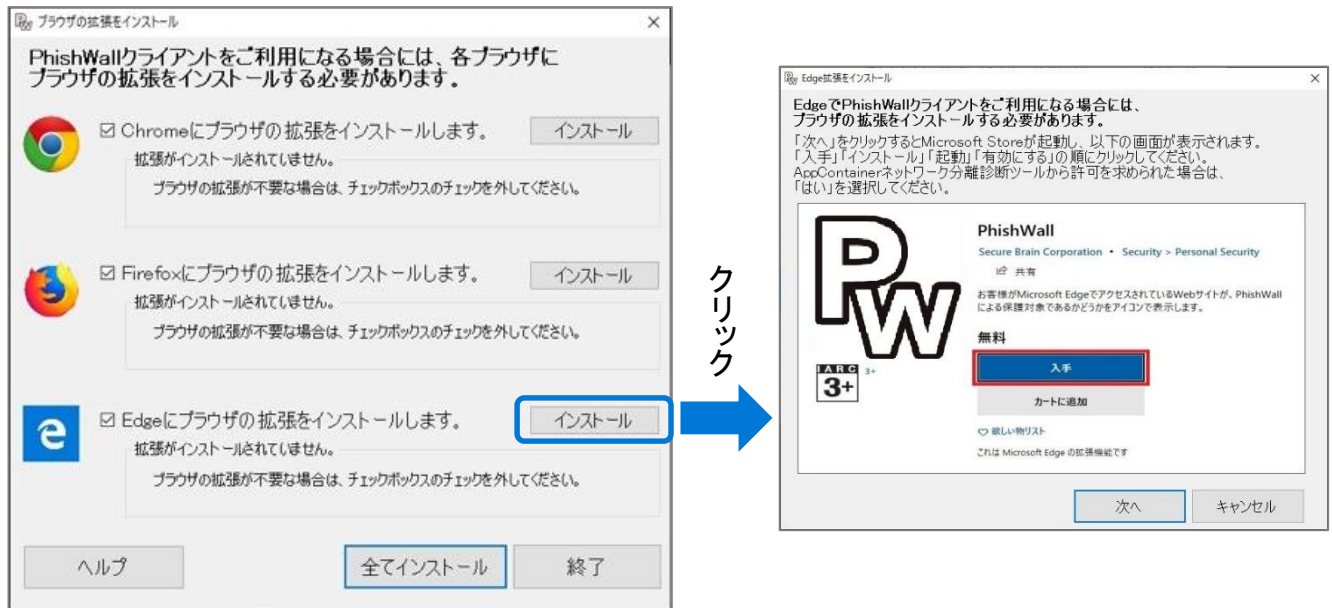 ブラウザの拡張をインストール
PhishWallクライアントをご利用になる場合には、各ブラウザに
ブラウザの拡張をインストールする必要があります。
Chromeにブラウザの拡張をインストールします。
インストール
拡張がインストールされていません。
ブラウザの拡張が不要な場合は、チェックボックスのチェックを外してください。
Firefoxにブラウザの拡張をインストールします。
インストール
拡張がインストールされていません。
ブラウザの拡張が不要な場合は、チェックボックスのチェックを外してください。
Edgeにブラウザの拡張をインストールします。
インストール
拡張がインストールされていません。
ブラウザの拡張が不要な場合は、チェックボックスのチェックを外してください。
ヘルプ
全てインストール
終了
クリック
Edge拡張をインストール
EdgeでPhishWallクライアントをご利用になる場合には、
ブラウザの拡張をインストールする必要があります。
「次へ」をクリックするとMicrosoft Storeが起動し、以下の画面が表示されます。
「入手」「インストール」「起動」「有効にする」の順にクリックしてください。
AppContainerネットワーク分離診断ツールから許可を求められた場合は、
「はい」を選択してください。
PW
PhishWall
Secure Brain Corporation • Security > Personal Security
共有
お客様がMicrosoft EdgeでアクセスされているWebサイトが、PhishWall
による保護対象であるかどうかをアイコンで表示します。
無料
入手
IARC
3+
3+
カートに追加
欲しい物リスト
これは Microsoft Edge の拡張機能です
次へ
キャンセル